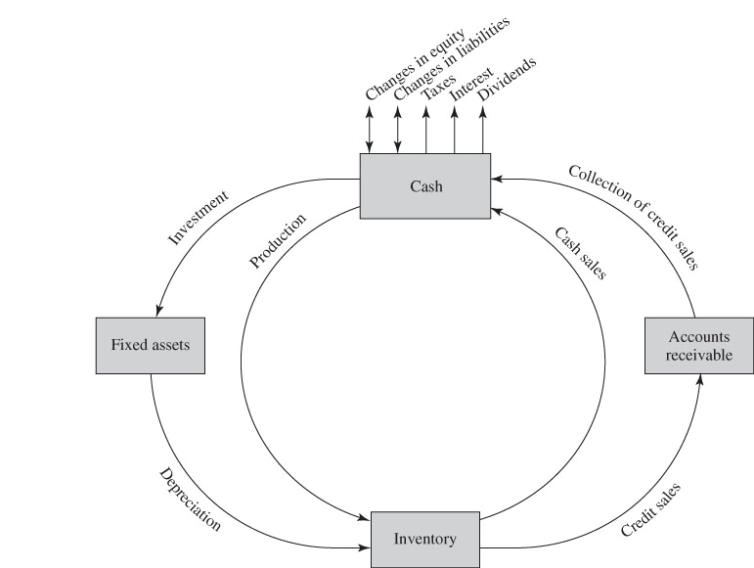 Changes in equity
Changes in liabilities
Taxes
Interest
Dividends
Cash
Collection of credit sales
Investment
Production
Cash sales
Fixed assets
Accounts
receivable
Depreciation
Credit sales
Inventory